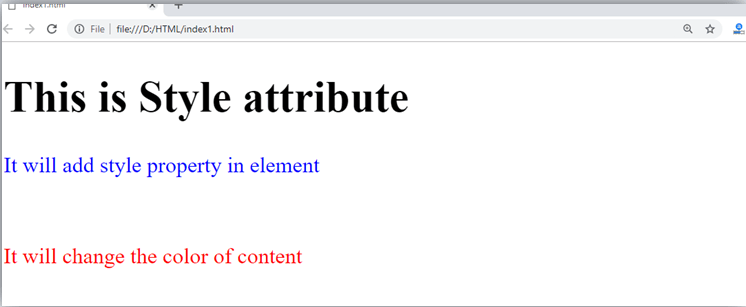 index1.html
File
file:///D:/HTML/index1.html
This is Style attribute
It will add style property in element
It will change the color of content